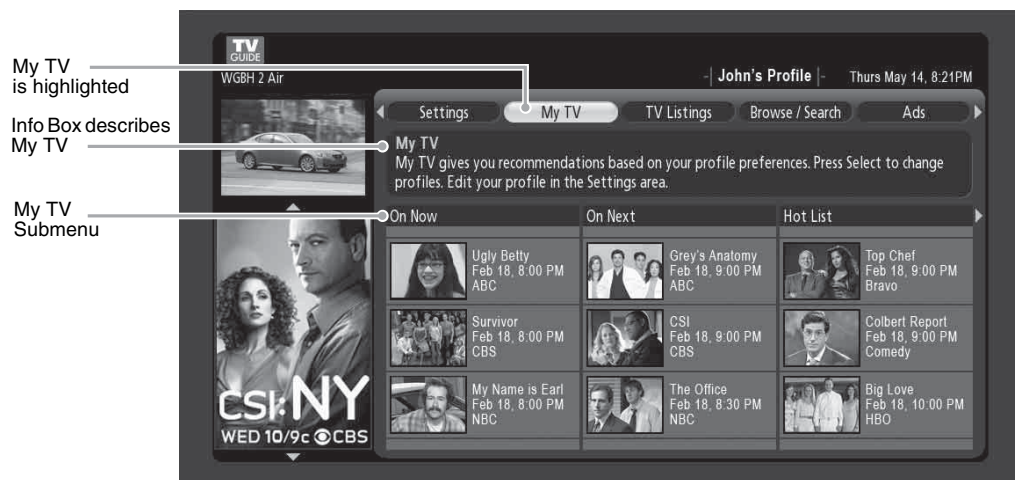 My TV
is highlighted
Info Box describes
My TV
My TV
Submenu
TV
GUIDE
WGBH 2 Air
-| John's Profile |-
Thurs May 14, 8:21PM
Settings
My TV
TV Listings
Browse / Search
Ads
My TV
My TV gives you recommendations based on your profile preferences. Press Select to change
profiles. Edit your profile in the Settings area.
On Now
On Next
Hot List
Ugly Betty
Feb 18, 8:00 PM
ABC
Grey's Anatomy
Feb 18, 9:00 PM
ABC
Top Chef
Feb 18, 9:00 PM
Bravo
Survivor
Feb 18, 8:00 PM
CBS
CSI
Feb 18, 9:00 PM
CBS
Colbert Report
Feb 18, 9:00 PM
Comedy
My Name is Earl
Feb 18, 8:00 PM
NBC
The Office
Feb 18, 8:30 PM
NBC
Big Love
Feb 18, 10:00 PM
HBO
CSI: NY
WED 10/9c CBS